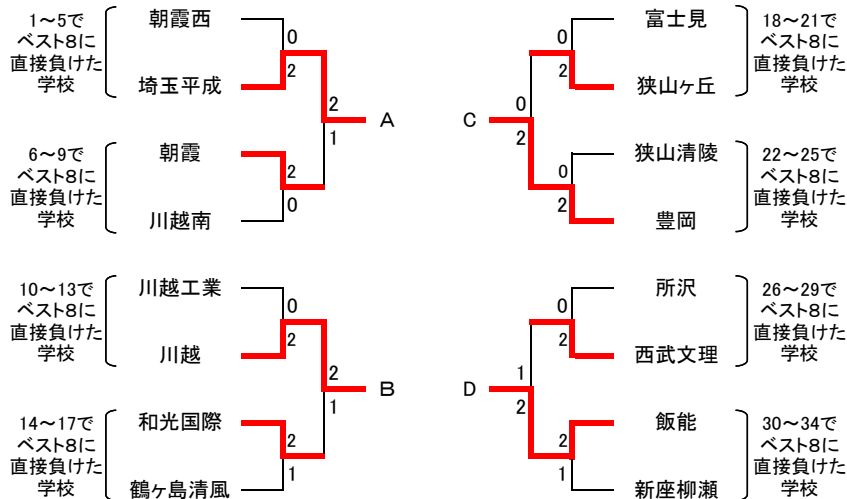 1～5で
ベスト8に
直接負けた
学校
朝霞西
0
2
埼玉平成
2
1
A
6～9で
ベスト8に
直接負けた
学校
朝霞
2
0
川越南
10～13で
ベスト8に
直接負けた
学校
川越工業
0
2
川越
2
1
B
14～17で
ベスト8に
直接負けた
学校
和光国際
2
1
鶴ヶ島清風
富士見
0
2
狭山ヶ丘
18～21で
ベスト8に
直接負けた
学校
C
0
2
狭山清陵
0
2
豊岡
22～25で
ベスト8に
直接負けた
学校
所沢
0
2
西武文理
26～29で
ベスト8に
直接負けた
学校
D
1
2
飯能
2
1
新座柳瀬
30～34で
ベスト8に
直接負けた
学校